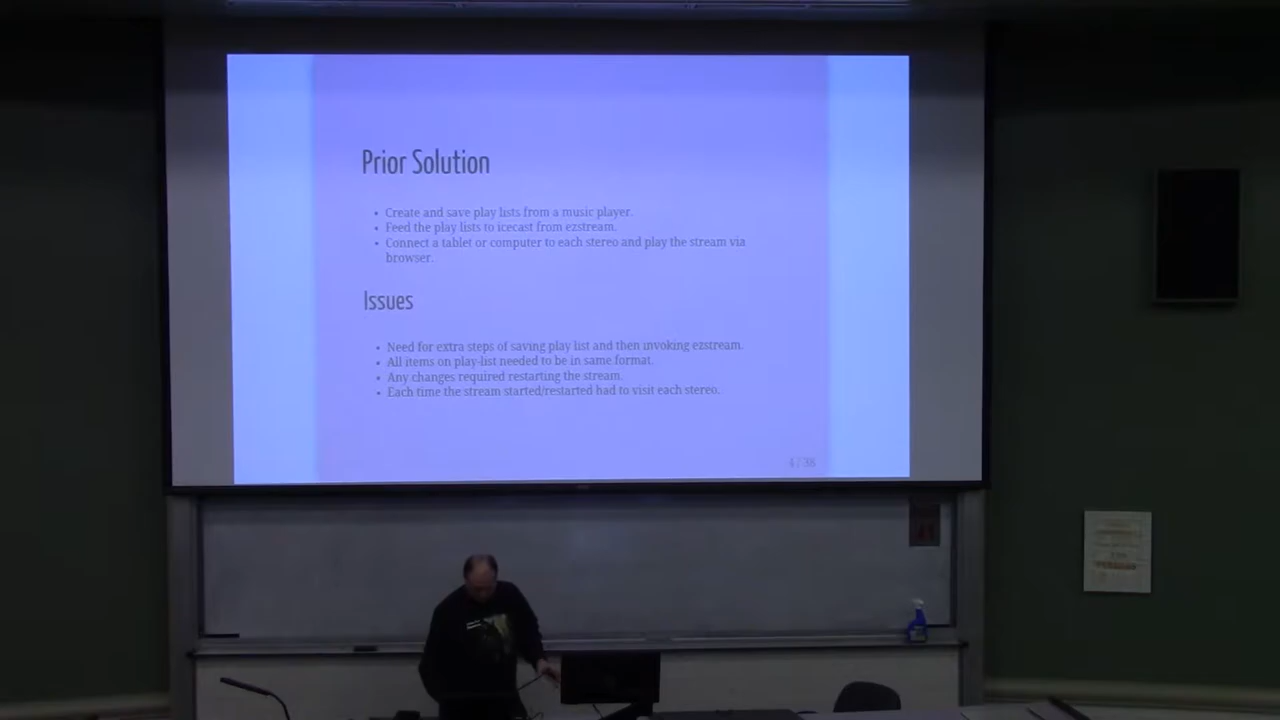 Prior Solution
• Create and save play lists from a music player.
• Feed the play lists to icecast from ezstream.
• Connect a tablet or computer to each stereo and play the stream via
browser.
Issues
• Need for extra steps of saving play list and then invoking ezstream.
• All items on play-list needed to be in same format.
• Any changes required restarting the stream.
• Each time the stream started/restarted had to visit each stereo.
4 / 36